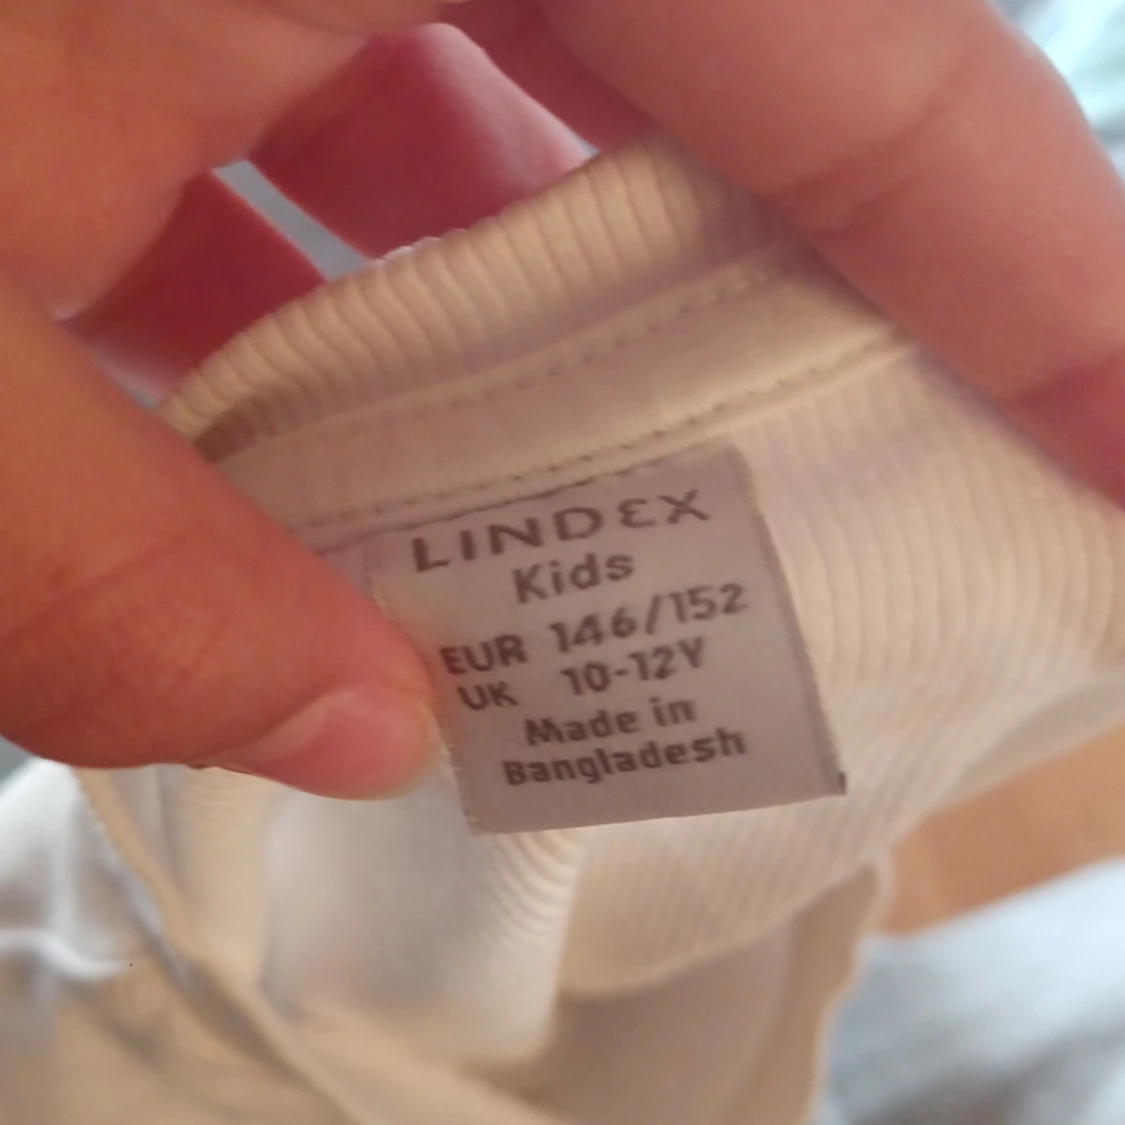 LINDEX
Kids
EUR 146/152
UK 10-12Y
Made in
Bangladesh